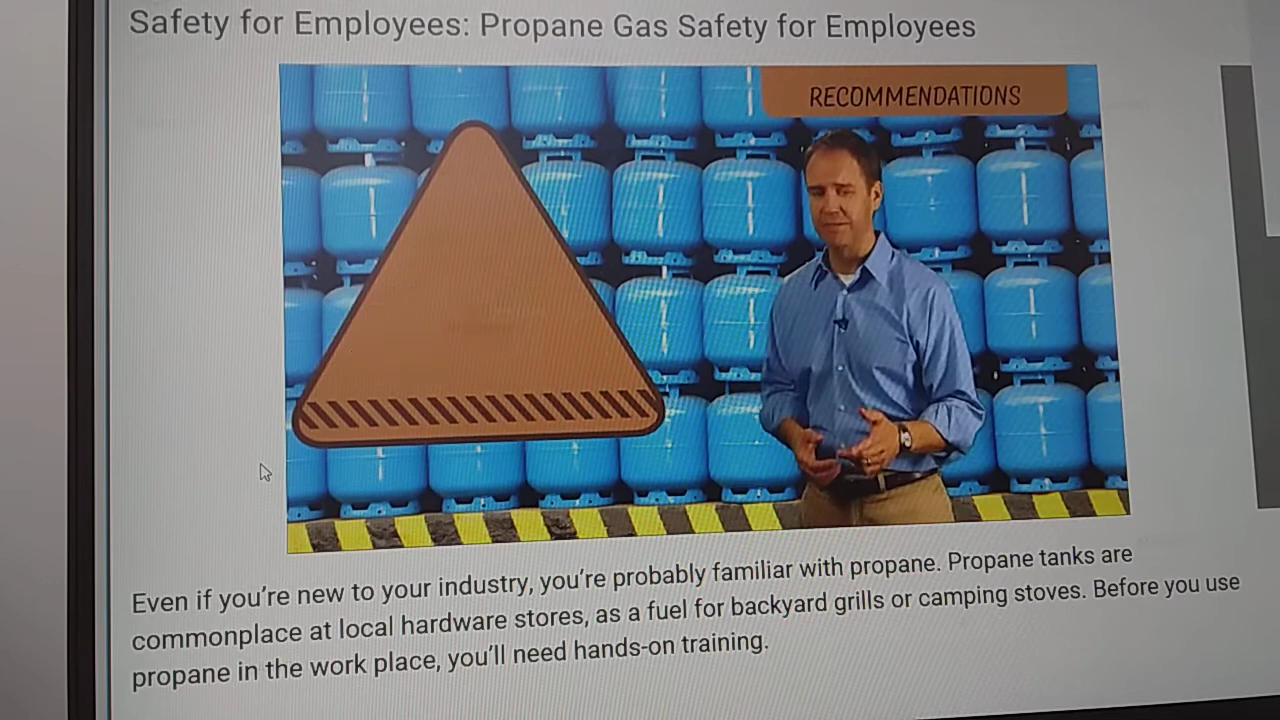 Safety for Employees: Propane Gas Safety for Employees
RECOMMENDATIONS
Even if you're new to your industry, you're probably familiar with propane. Propane tanks are
commonplace at local hardware stores, as a fuel for backyard grills or camping stoves. Before you use
propane in the work place, you'll need hands-on training.